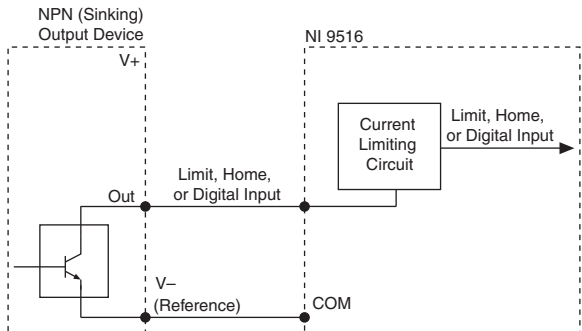 NPN (Sinking)
Output Device
V+
NI 9516
Current
Limiting
Circuit
Limit, Home,
or Digital Input
Limit, Home,
or Digital Input
Out
V–
(Reference)
COM